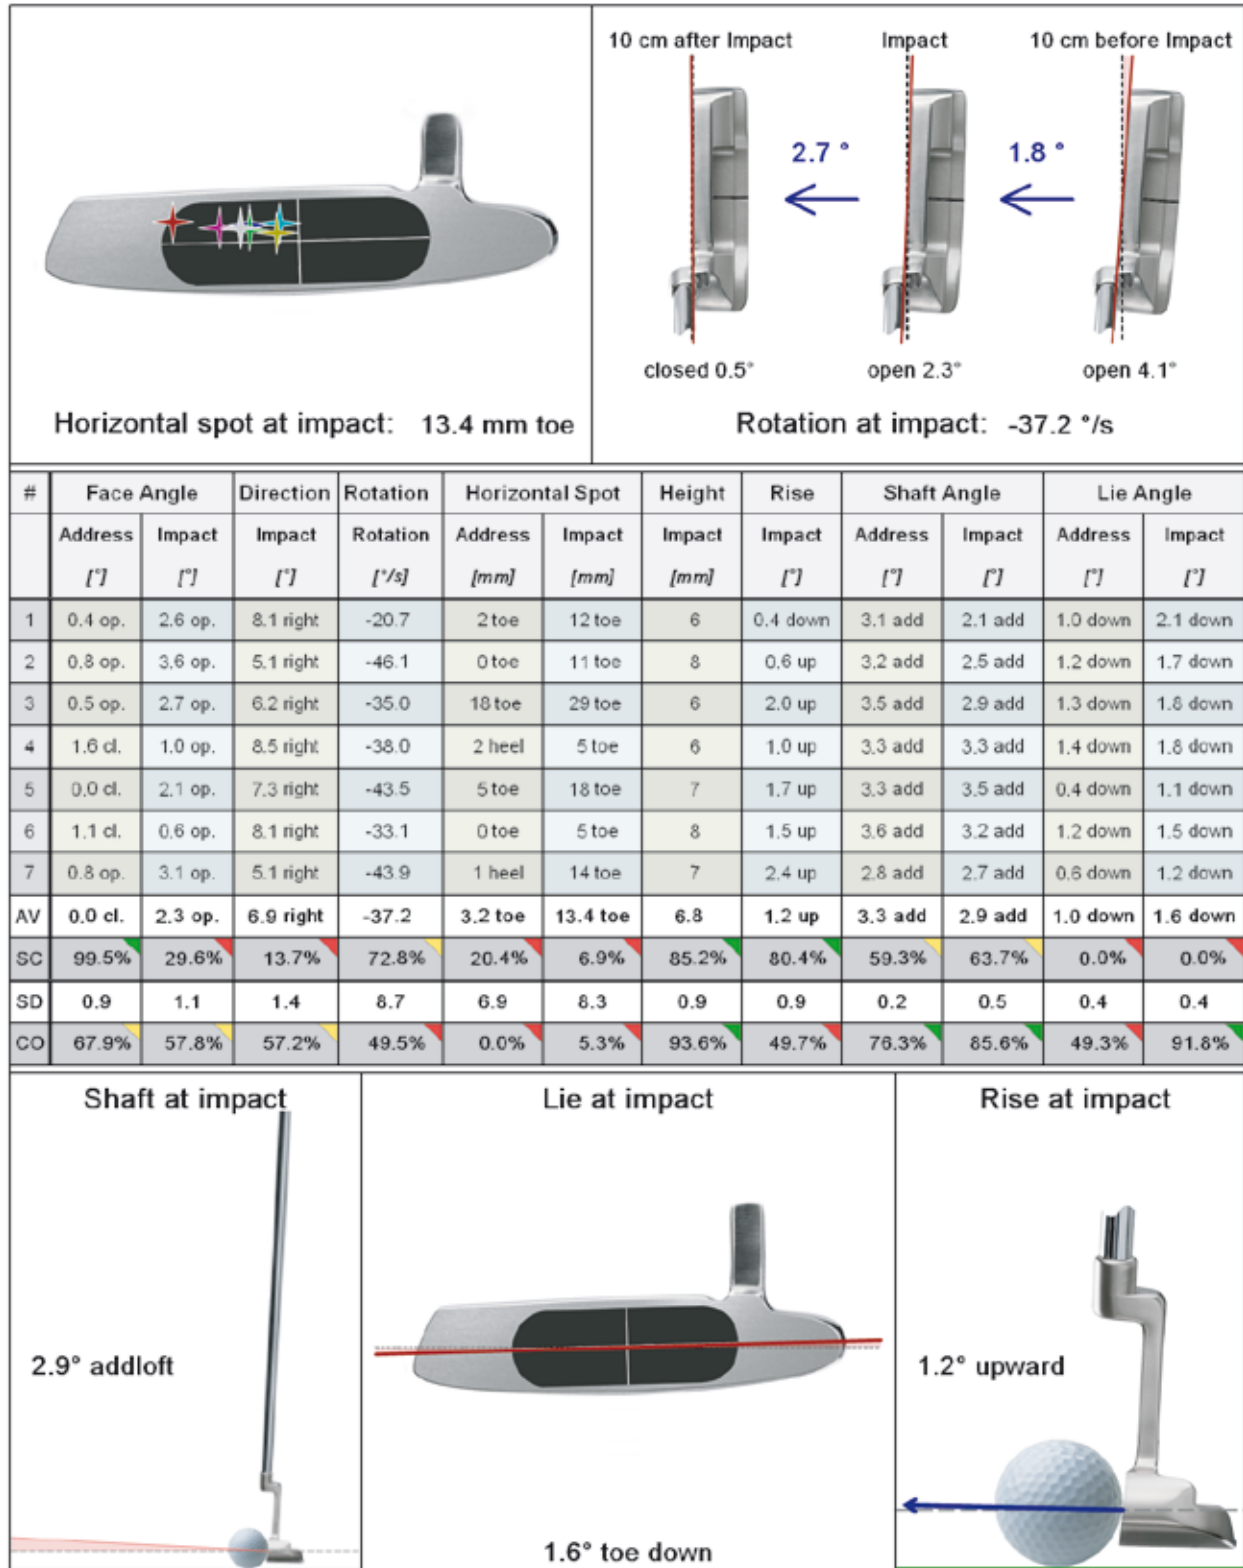 10 cm after Impact Impact 10 cm before Impact
2.7 ° 1.8 °
closed 0.5° open 2.3° open 4.1°
Horizontal spot at impact: 13.4 mm toe
Rotation at impact: -37.2 °/s
# Face Angle Direction Rotation Horizontal Spot Height Rise Shaft Angle Lie Angle
Address Impact Impact Rotation Address Impact Impact Impact Address Impact Address Impact
[°] [°] [°] [°/s] [mm] [mm] [mm] [°] [°] [°] [°] [°]
1 0.4 op. 2.6 op. 8.1 right -20.7 2 toe 12 toe 6 0.4 down 3.1 add 2.1 add 1.0 down 2.1 down
2 0.8 op. 3.6 op. 5.1 right -46.1 0 toe 11 toe 8 0.6 up 3.2 add 2.5 add 1.2 down 1.7 down
3 0.5 op. 2.7 op. 6.2 right -35.0 18 toe 29 toe 6 2.0 up 3.5 add 2.9 add 1.3 down 1.8 down
4 1.6 cl. 1.0 op. 8.5 right -38.0 2 heel 5 toe 6 1.0 up 3.3 add 3.3 add 1.4 down 1.8 down
5 0.0 cl. 2.1 op. 7.3 right -43.5 5 toe 18 toe 7 1.7 up 3.3 add 3.5 add 0.4 down 1.1 down
6 1.1 cl. 0.6 op. 8.1 right -33.1 0 toe 5 toe 8 1.5 up 3.6 add 3.2 add 1.2 down 1.5 down
7 0.8 op. 3.1 op. 5.1 right -43.9 1 heel 14 toe 7 2.4 up 2.8 add 2.7 add 0.6 down 1.2 down
AV 0.0 cl. 2.3 op. 6.9 right -37.2 3.2 toe 13.4 toe 6.8 1.2 up 3.3 add 2.9 add 1.0 down 1.6 down
SC 99.5% 29.6% 13.7% 72.8% 20.4% 6.9% 85.2% 80.4% 59.3% 63.7% 0.0% 0.0%
SD 0.9 1.1 1.4 8.7 6.9 8.3 0.9 0.9 0.2 0.5 0.4 0.4
CO 67.9% 57.8% 57.2% 49.5% 0.0% 5.3% 93.6% 49.7% 76.3% 85.6% 49.3% 91.8%
Shaft at impact
2.9° addloft
Lie at impact
1.6° toe down
Rise at impact
1.2° upward